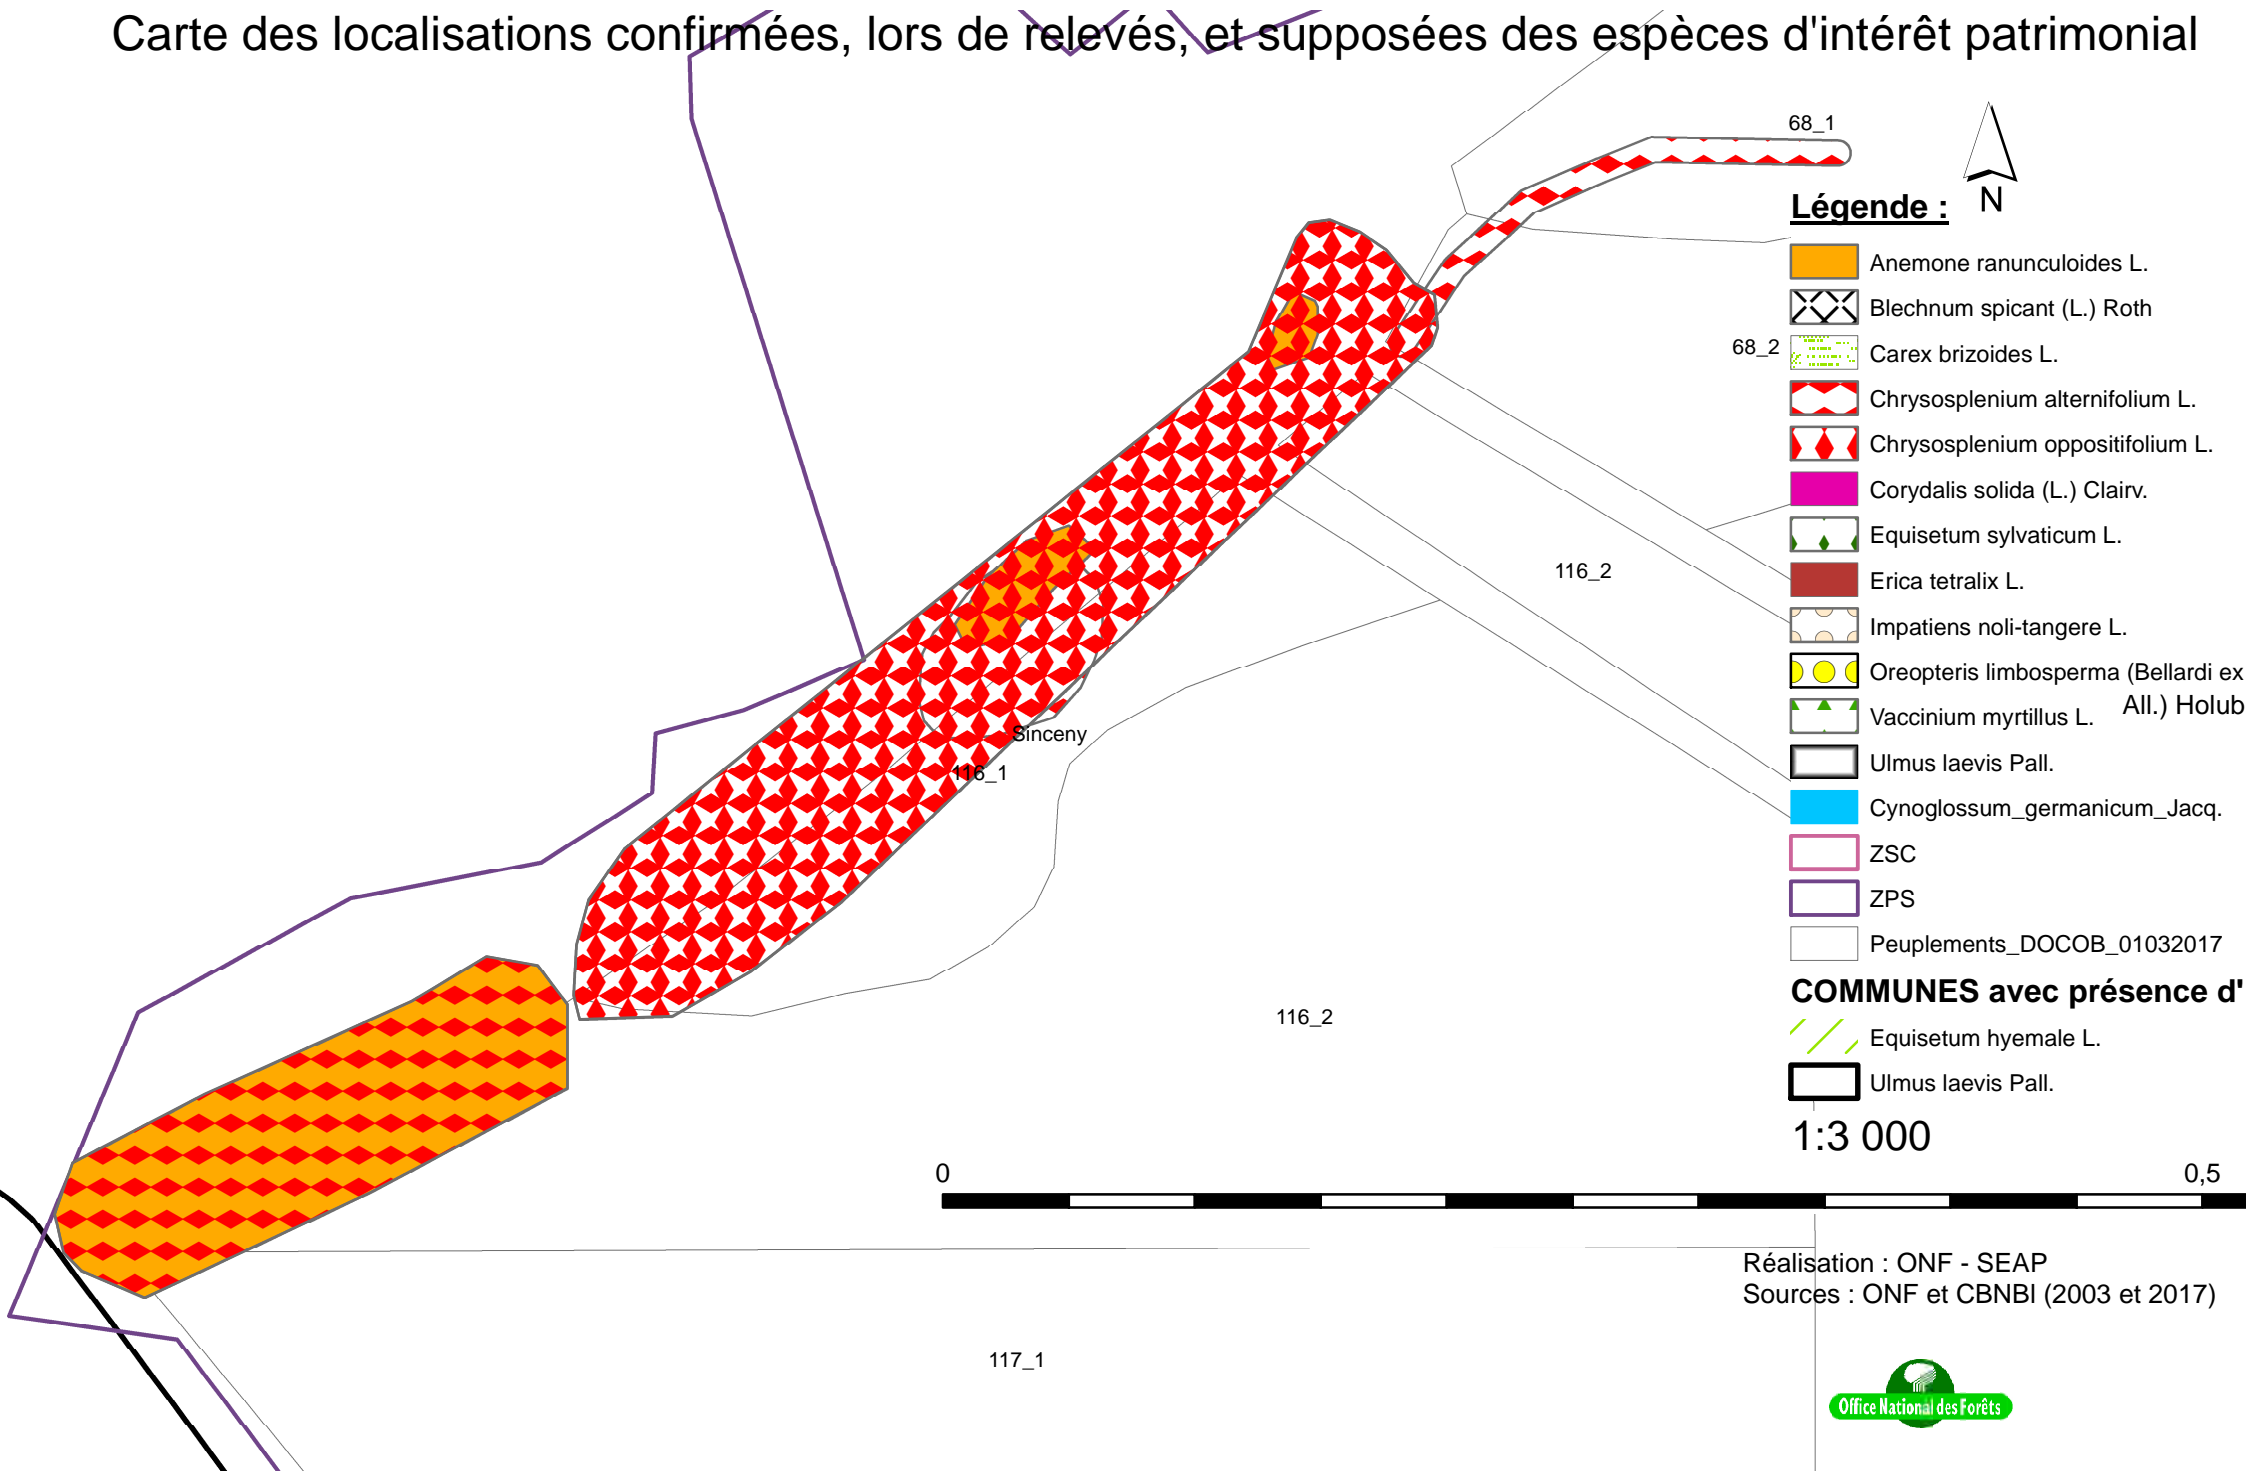 Carte des localisations confirmées, lors de relevés, et supposées des espèces d'intérêt patrimonial
68_1
N
Légende :
Anemone ranunculoides L.
Blechnum spicant (L.) Roth
68_2
Carex brizoides L.
Chrysosplenium alternifolium L.
Chrysosplenium oppositifolium L.
Corydalis solida (L.) Clairv.
Equisetum sylvaticum L.
116_2
Erica tetralix L.
Impatiens noli-tangere L.
Oreopteris limbosperma (Bellardi ex
All.) Holub
Vaccinium myrtillus L.
Sinceny
Ulmus laevis Pall.
116_1
Cynoglossum_germanicum_Jacq.
ZSC
ZPS
Peuplements_DOCOB_01032017
COMMUNES avec présence d'
116_2
Equisetum hyemale L.
Ulmus laevis Pall.
1:3 000
0
0,5
Réalisation : ONF - SEAP
Sources : ONF et CBNBl (2003 et 2017)
117_1
Office National des Forêts